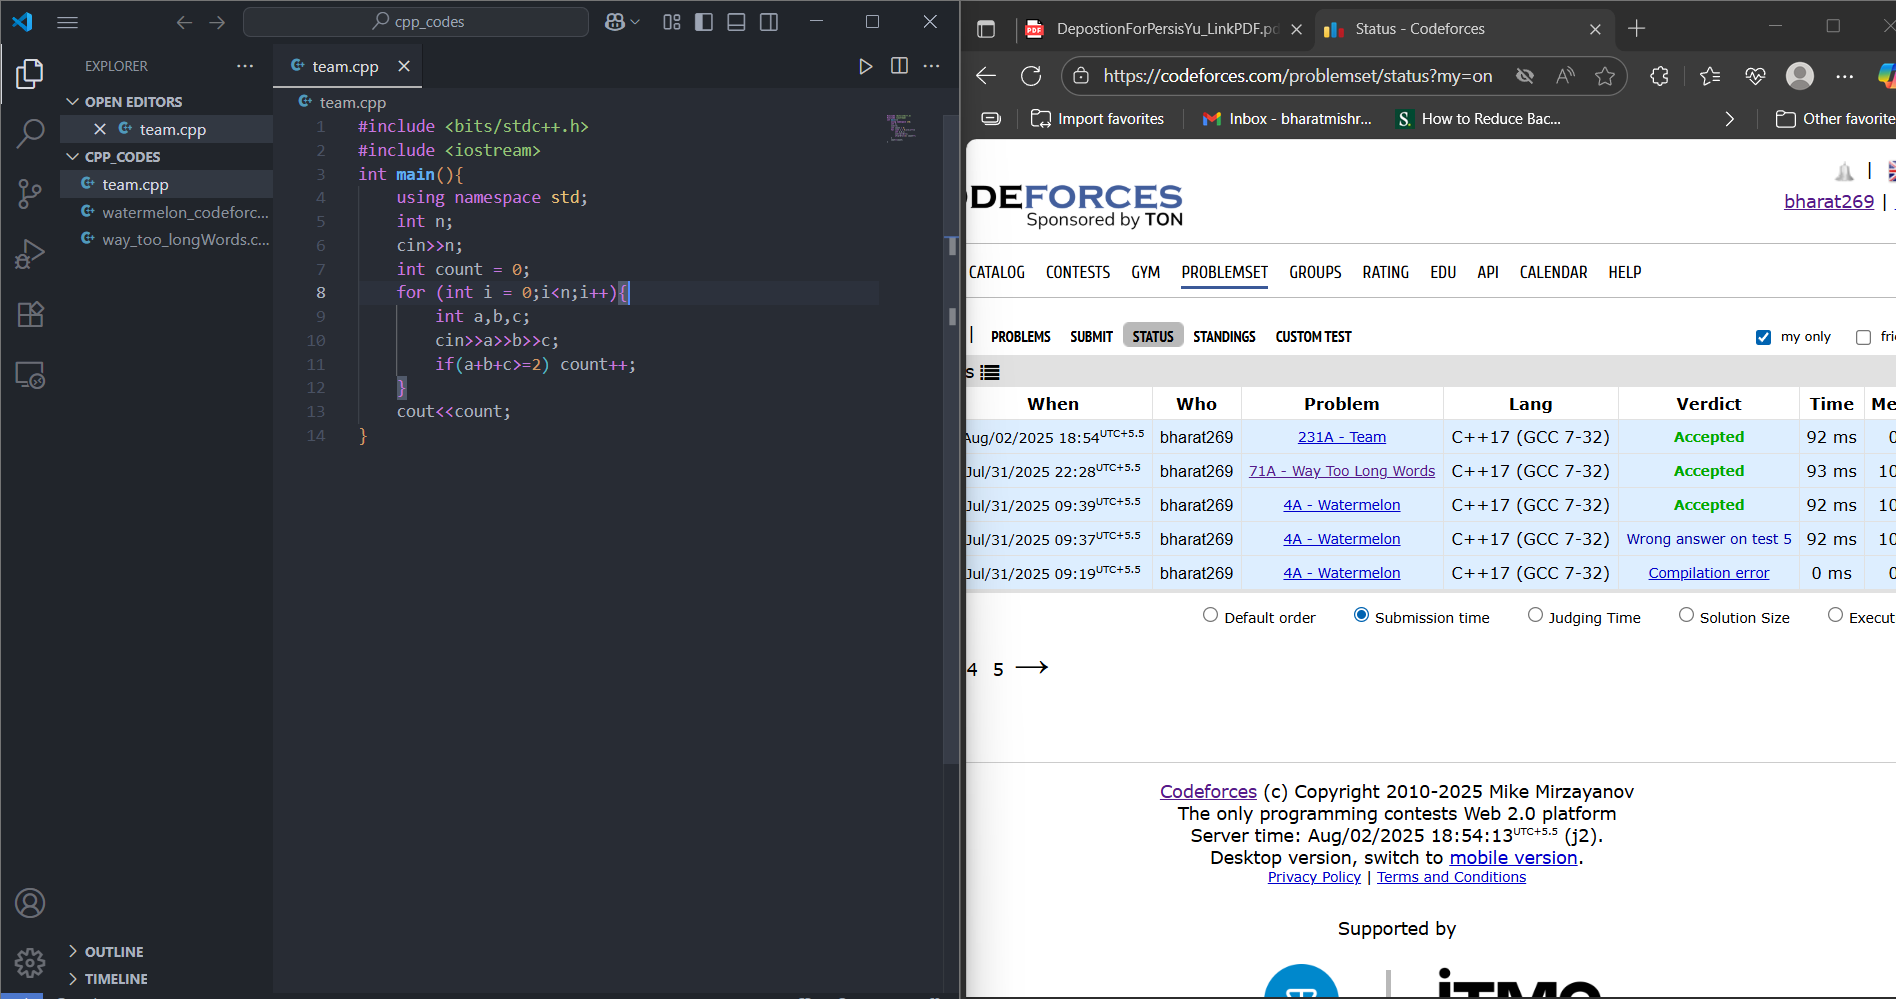 cpp_codes
EXPLORER
OPEN EDITORS
team.cpp
CPP_CODES
team.cpp
watermelon_codeforc...
way_too_longWords.c...
OUTLINE
TIMELINE
team.cpp
team.cpp
1 #include <bits/stdc++.h>
2 #include <iostream>
3 int main(){
4 using namespace std;
5 int n;
6 cin>>n;
7 int count = 0;
8 for (int i = 0;i<n;i++){
9 int a,b,c;
10 cin>>a>>b>>c;
11 if(a+b+c>=2) count++;
12 }
13 cout<<count;
14 }
PDF DepostionForPersisYu_LinkPDF.pd
Status - Codeforces
https://codeforces.com/problemset/status?my=on
Import favorites
Inbox - bharatmishr...
S. How to Reduce Bac...
Other favorite
DEFORCES
Sponsored by TON
|
bharat269 |
CATALOG CONTESTS GYM PROBLEMSET GROUPS RATING EDU API CALENDAR HELP
| PROBLEMS SUBMIT STATUS STANDINGS CUSTOM TEST
my only
fri
s
When Who Problem Lang Verdict Time Me
Aug/02/2025 18:54UTC+5.5 bharat269 231A - Team C++17 (GCC 7-32) Accepted 92 ms 0
Jul/31/2025 22:28UTC+5.5 bharat269 71A - Way Too Long Words C++17 (GCC 7-32) Accepted 93 ms 10
Jul/31/2025 09:39UTC+5.5 bharat269 4A - Watermelon C++17 (GCC 7-32) Accepted 92 ms 10
Jul/31/2025 09:37UTC+5.5 bharat269 4A - Watermelon C++17 (GCC 7-32) Wrong answer on test 5 92 ms 10
Jul/31/2025 09:19UTC+5.5 bharat269 4A - Watermelon C++17 (GCC 7-32) Compilation error 0 ms 0
Default order Submission time Judging Time Solution Size Execut
4 5 →
Codeforces (c) Copyright 2010-2025 Mike Mirzayanov
The only programming contests Web 2.0 platform
Server time: Aug/02/2025 18:54:13UTC+5.5 (j2).
Desktop version, switch to mobile version.
Privacy Policy | Terms and Conditions
Supported by
iTMO